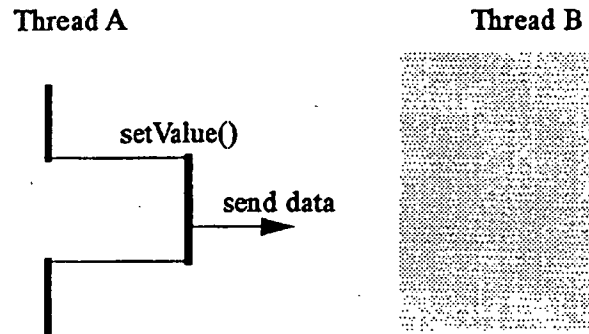 Thread A
Thread B
setValue()
send data